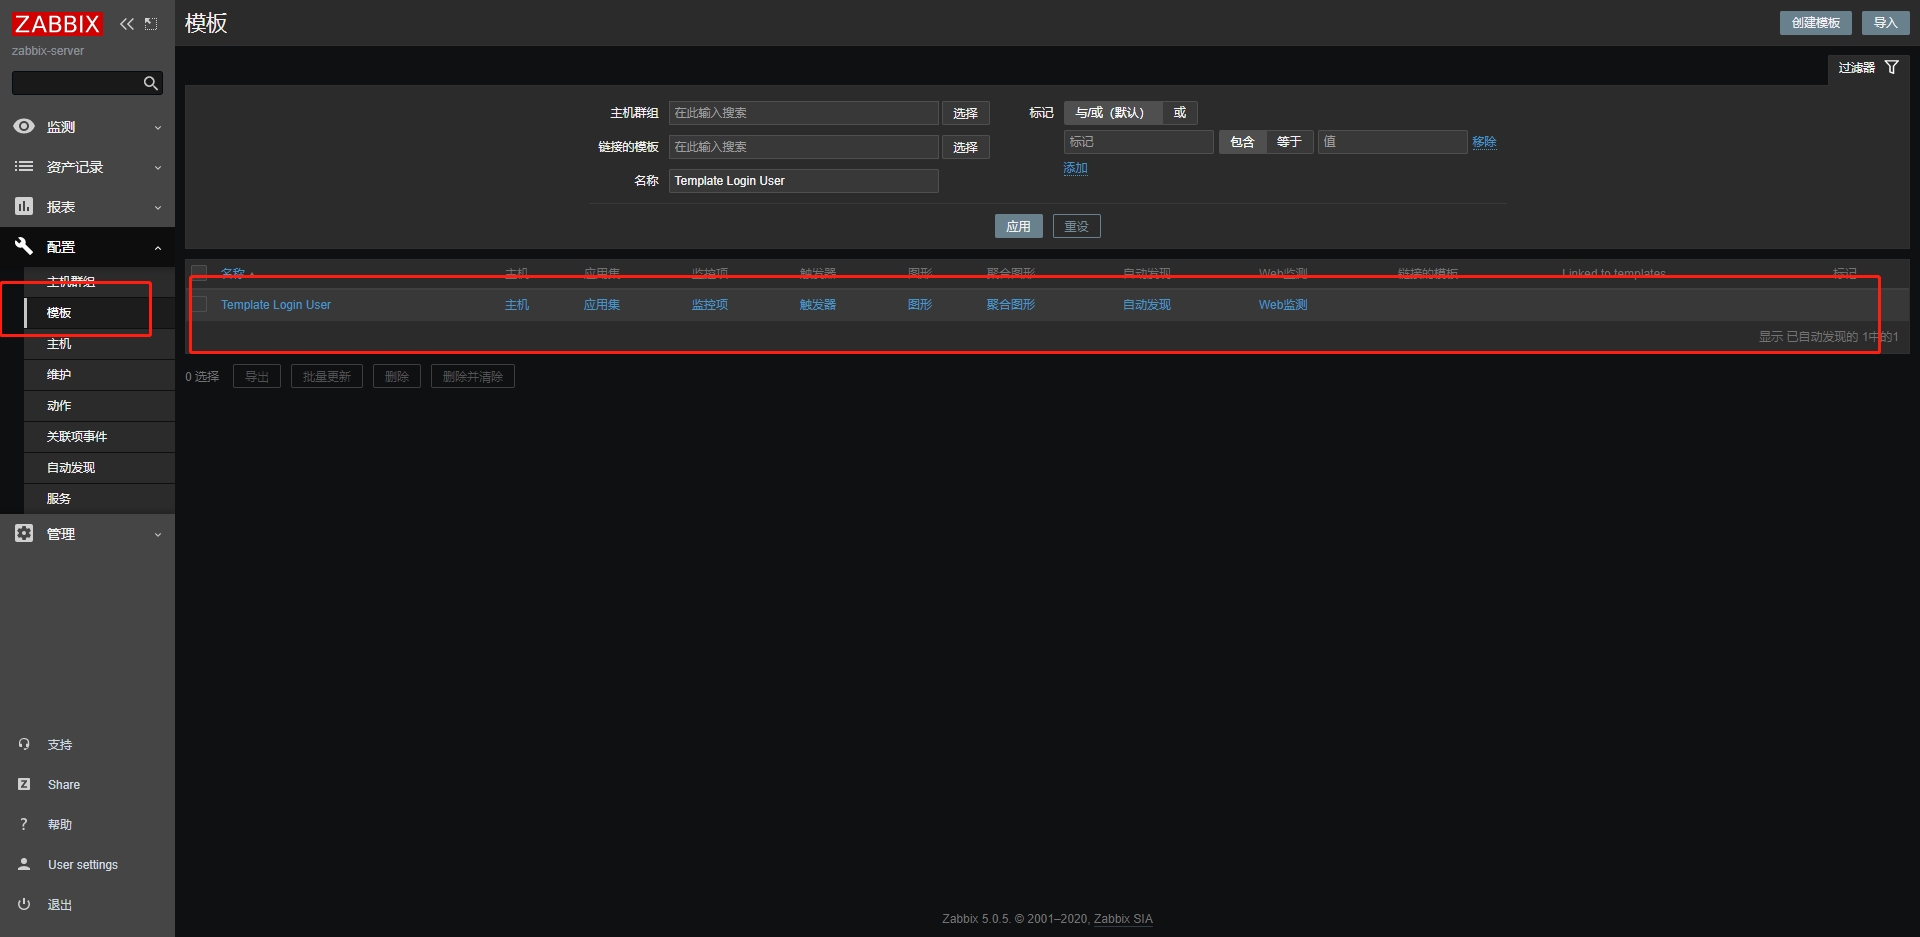 ZABBIX
zabbix-server
监测
资产记录
报表
配置
主机群组
模板
主机
维护
动作
关联项事件
自动发现
服务
管理
支持
Share
帮助
User settings
退出
模板
创建模板 导入
过滤器
主机群组 在此输入搜索 选择
链接的模板 在此输入搜索 选择
名称 Template Login User
标记 与/或（默认） 或
标记 包含 等于 值 移除
添加
应用 重设
名称 主机 应用集 监控项 触发器 图形 聚合图形 自动发现 Web监测 链接的模板 Linked to templates 标记
Template Login User 主机 应用集 监控项 触发器 图形 聚合图形 自动发现 Web监测
显示 已自动发现的 1中的1
0 选择 导出 批量更新 删除 删除并清除
Zabbix 5.0.5. © 2001–2020, Zabbix SIA